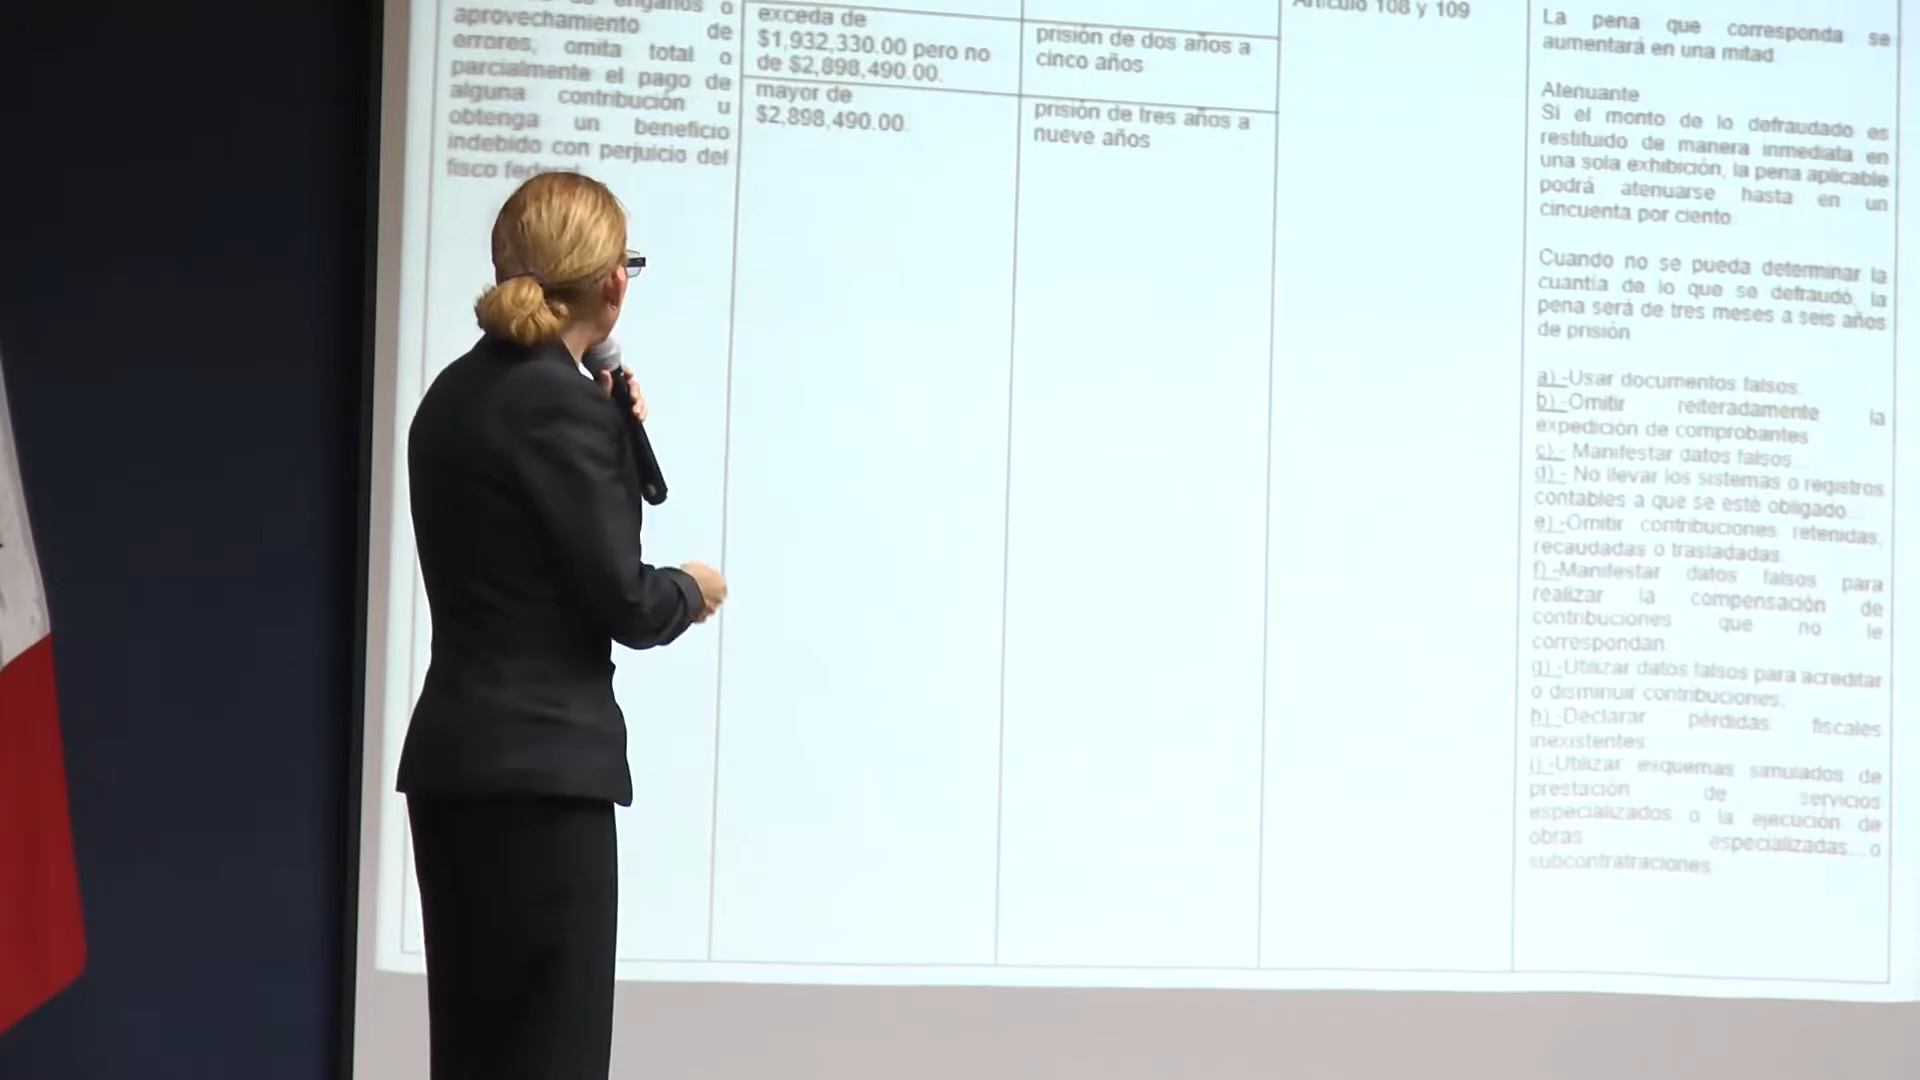 engaños o
aprovechamiento de
errores, omita total o
parcialmente el pago de
alguna contribución u
obtenga un beneficio
indebido con perjuicio del
fisco federal
exceda de
$1,932,330.00 pero no
de $2,898,490.00.
mayor de
$2,898,490.00.
prisión de dos años a
cinco años
prisión de tres años a
nueve años
Artículo 108 y 109
La pena que corresponda se
aumentará en una mitad
Atenuante
Si el monto de lo defraudado es
restituido de manera inmediata en
una sola exhibición, la pena aplicable
podrá atenuarse hasta en un
cincuenta por ciento
Cuando no se pueda determinar la
cuantía de lo que se defraudó, la
pena será de tres meses a seis años
de prisión
a).-Usar documentos falsos.
b).-Omitir reiteradamente la
expedición de comprobantes
c).- Manifestar datos falsos...
d).- No llevar los sistemas o registros
contables a que se esté obligado...
e).-Omitir contribuciones retenidas,
recaudadas o trasladadas.
f).-Manifestar datos falsos para
realizar la compensación de
contribuciones que no le
correspondan.
g).-Utilizar datos falsos para acreditar
o disminuir contribuciones.
h).-Declarar pérdidas fiscales
inexistentes.
i).-Utilizar esquemas simulados de
prestación de servicios
especializados o la ejecución de
obras especializadas...o
subcontrataciones